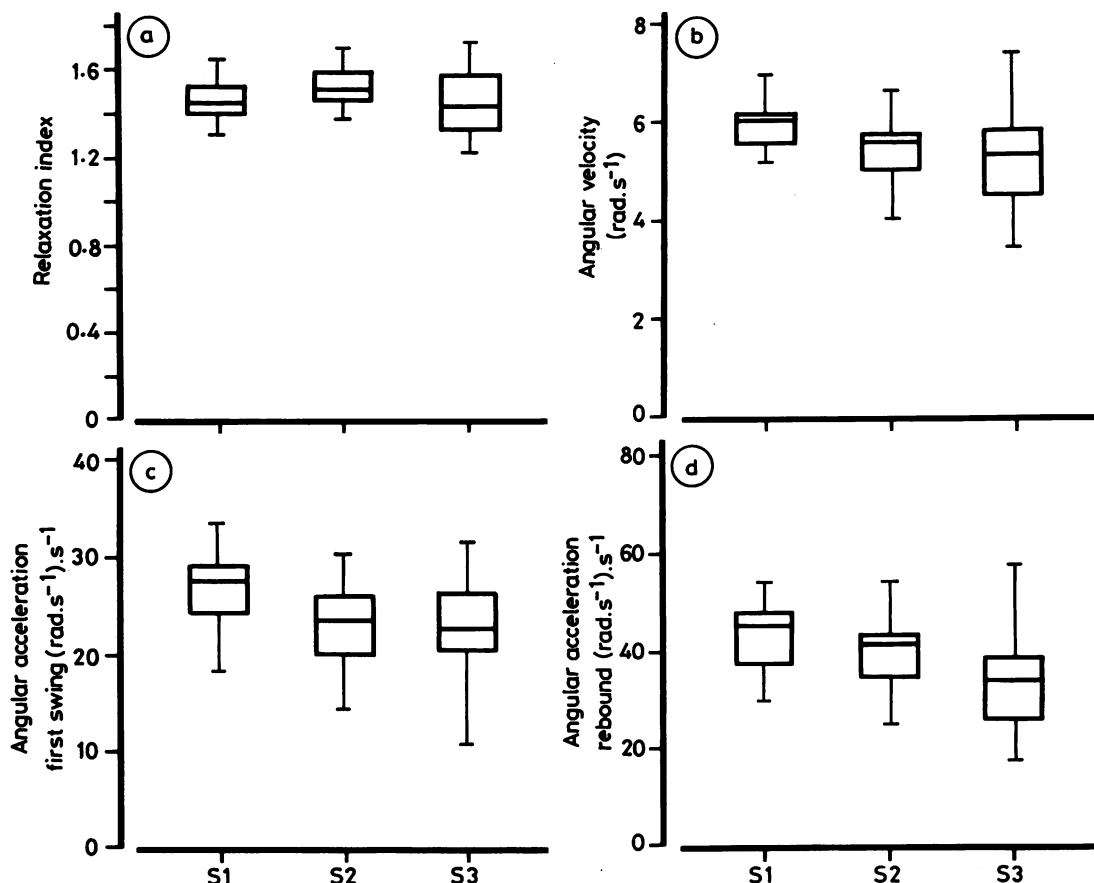 a
1·6
1·2
0·8
0·4
0
Relaxation index
b
8
6
4
2
0
Angular velocity
(rad.s⁻¹)
c
40
30
20
10
0
Angular acceleration
first swing (rad.s⁻¹).s⁻¹
S1 S2 S3
d
80
60
40
20
0
Angular acceleration
rebound (rad.s⁻¹).s⁻¹
S1 S2 S3